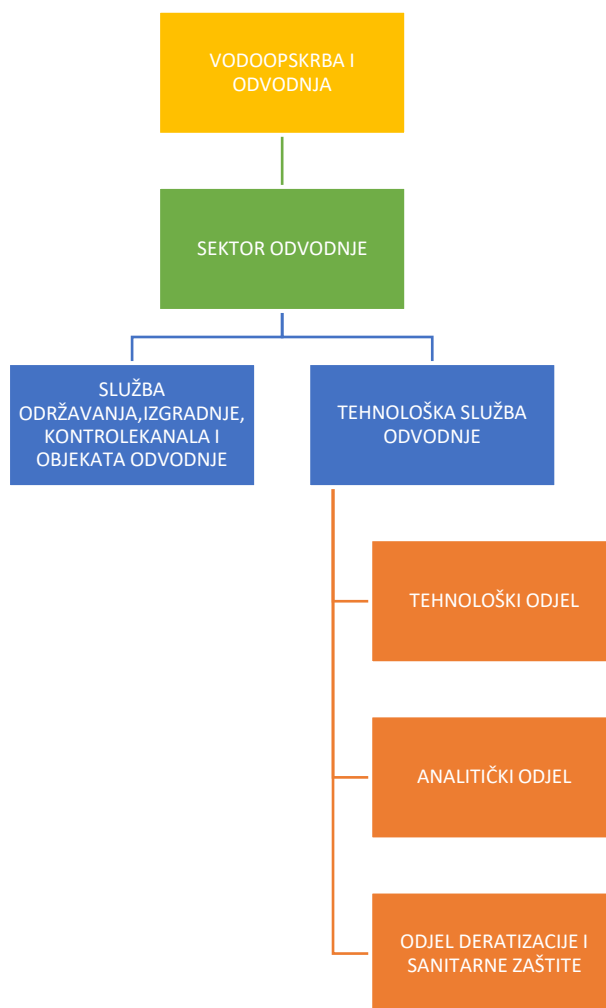 VODOOPSKRBA I
ODVODNJA
SEKTOR ODVODNJE
SLUŽBA
ODRŽAVANJA,IZGRADNJE,
KONTROLEKANALA I
OBJEKATA ODVODNJE
TEHNOLOŠKA SLUŽBA
ODVODNJE
TEHNOLOŠKI ODJEL
ANALITIČKI ODJEL
ODJEL DERATIZACIJE I
SANITARNE ZAŠTITE